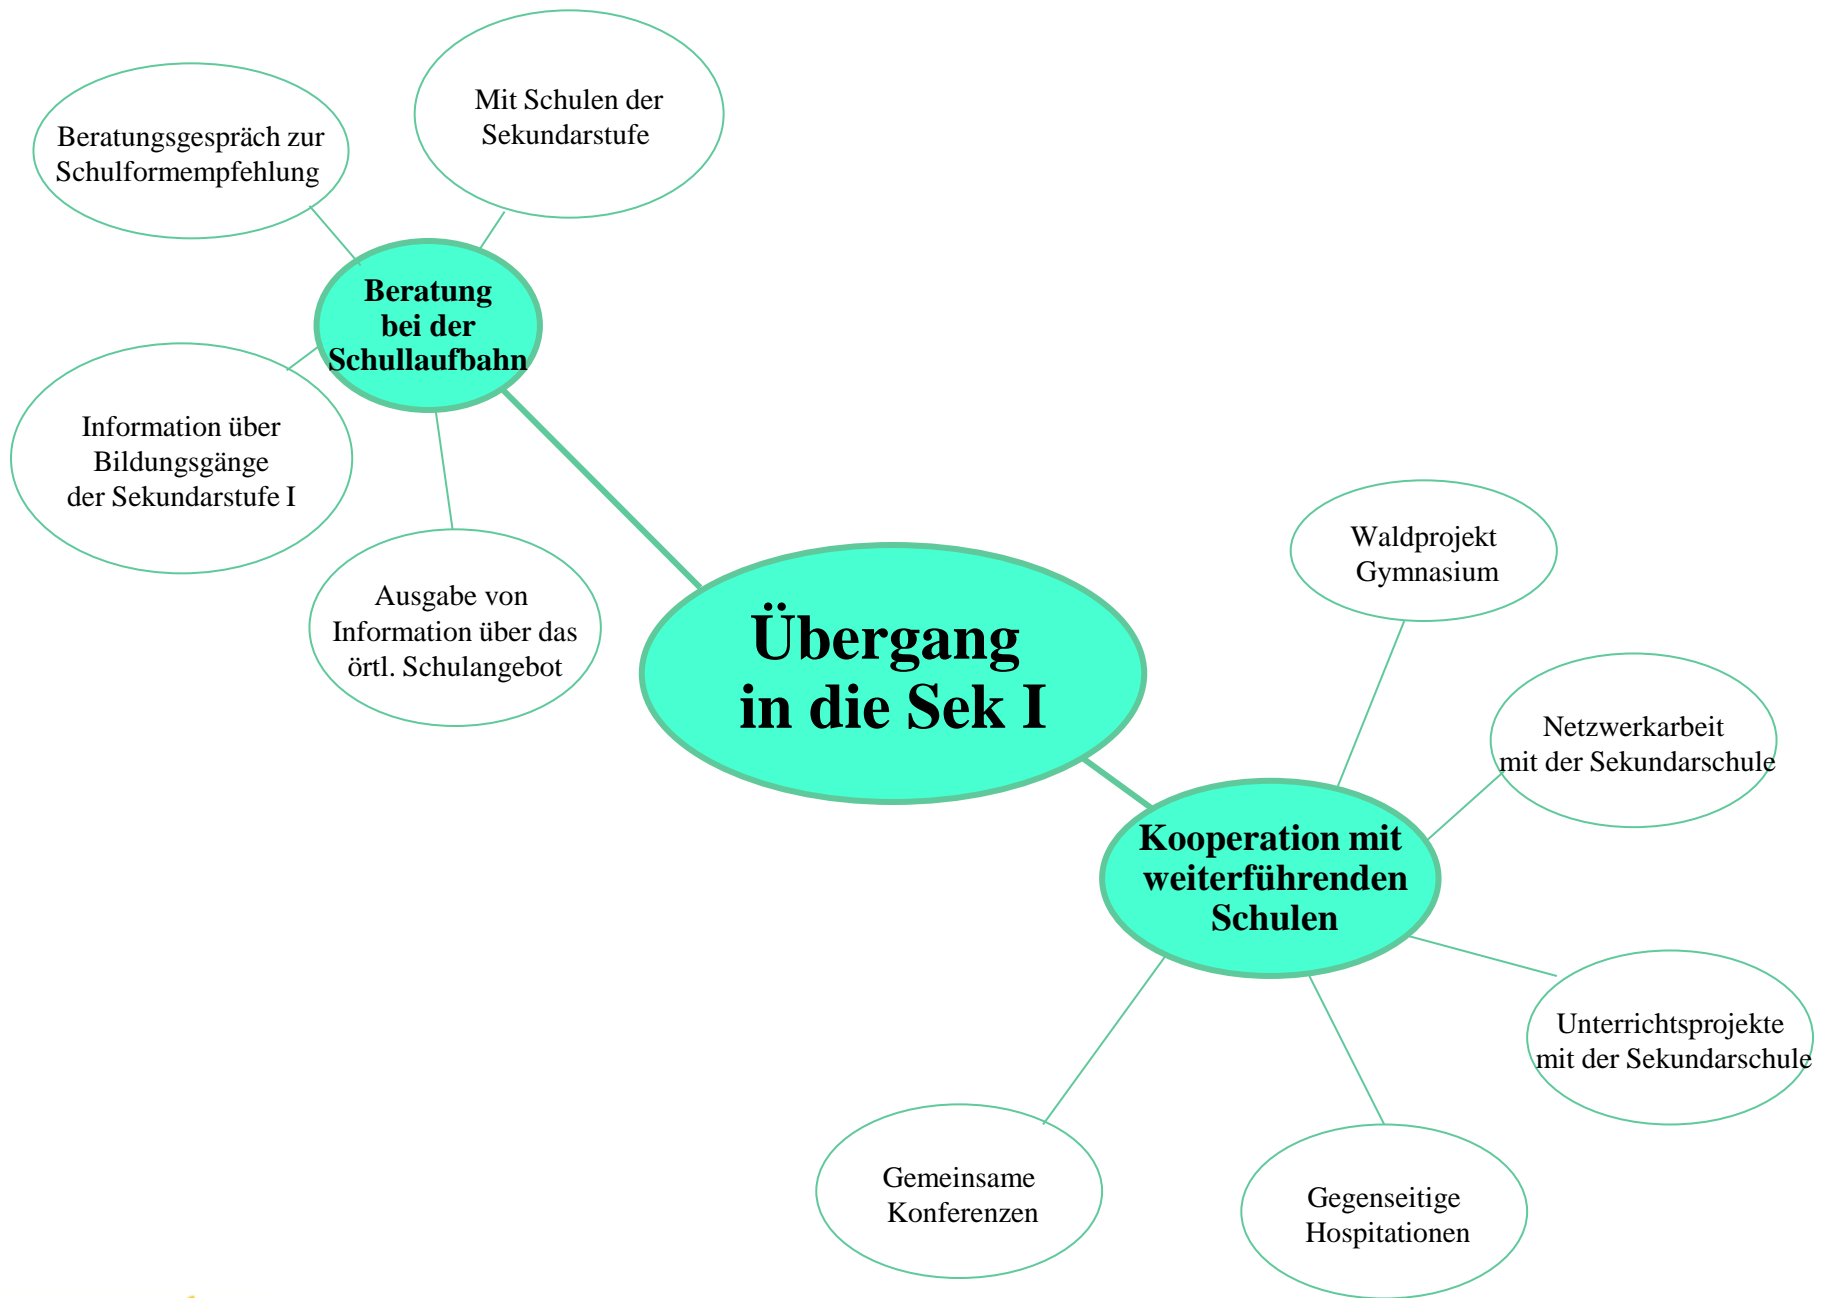 Mit Schulen der
Sekundarstufe
Beratungsgespräch zur
Schulformempfehlung
Beratung
bei der
Schullaufbahn
Information über
Bildungsgänge
der Sekundarstufe I
Ausgabe von
Information über das
örtl. Schulangebot
Übergang
in die Sek I
Waldprojekt
Gymnasium
Netzwerkarbeit
mit der Sekundarschule
Kooperation mit
weiterführenden
Schulen
Unterrichtsprojekte
mit der Sekundarschule
Gemeinsame
Konferenzen
Gegenseitige
Hospitationen